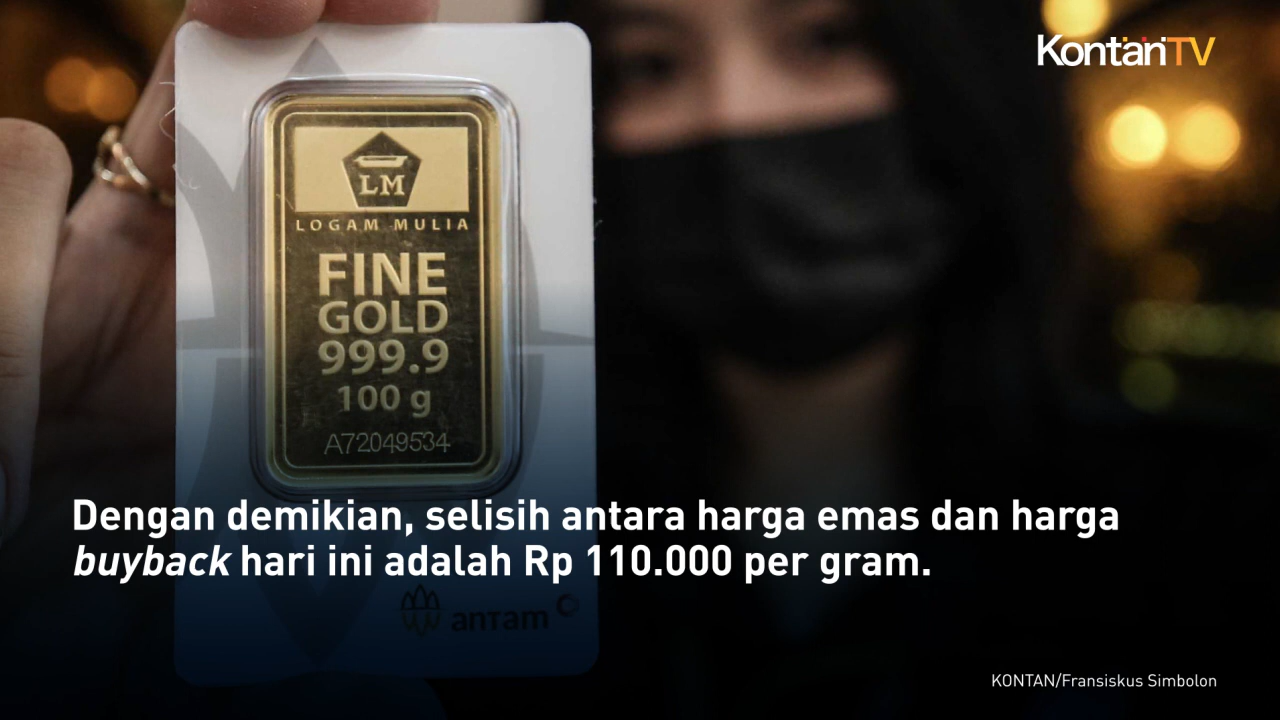 KontanTV
LM
LOGAM MULIA
FINE
GOLD
999.9
100 g
A72049534
Dengan demikian, selisih antara harga emas dan harga
buyback hari ini adalah Rp 110.000 per gram.
antam
KONTAN/Fransiskus Simbolon